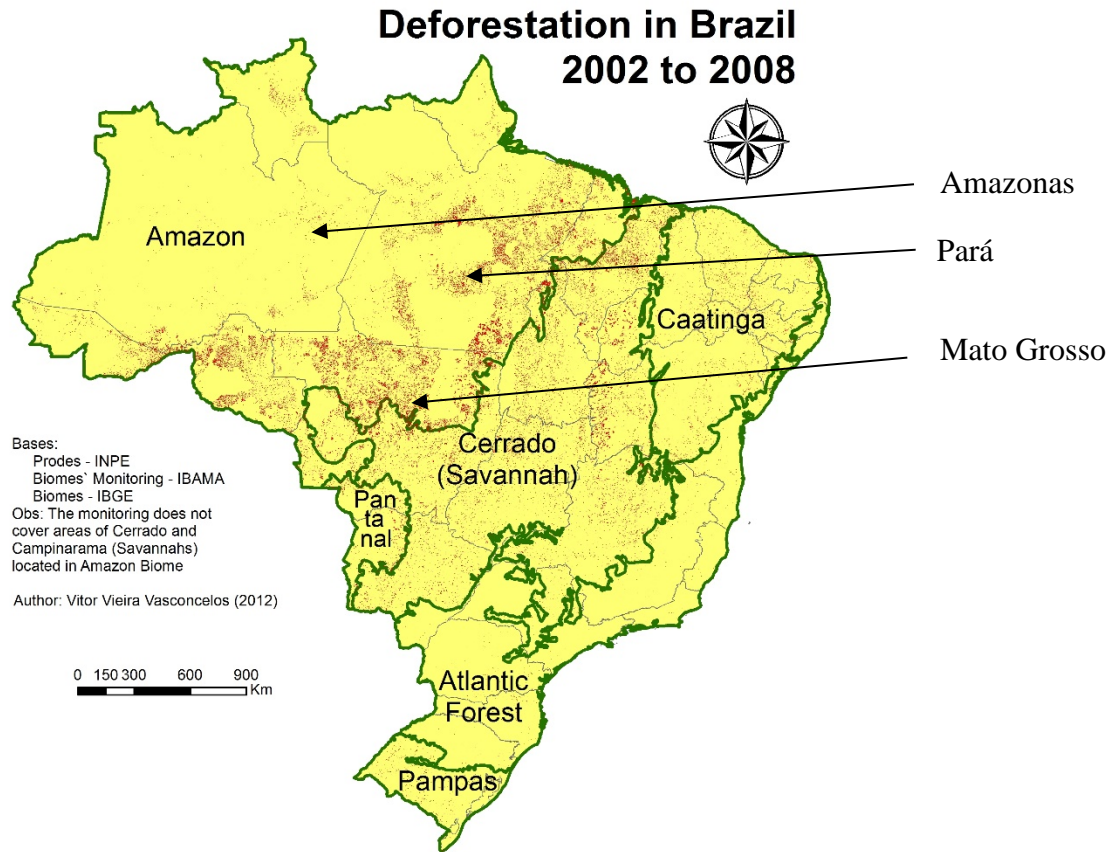 Deforestation in Brazil
2002 to 2008
Amazonas
Amazon
Pará
Caatinga
Mato Grosso
Cerrado
(Savannah)
Bases:
Prodes - INPE
Biomes` Monitoring - IBAMA
Biomes - IBGE
Obs: The monitoring does not
cover areas of Cerrado and
Campinarama (Savannahs)
located in Amazon Biome
Author: Vitor Vieira Vasconcelos (2012)
Pan
ta
nal
0 150 300 600 900
Km
Atlantic
Forest
Pampas